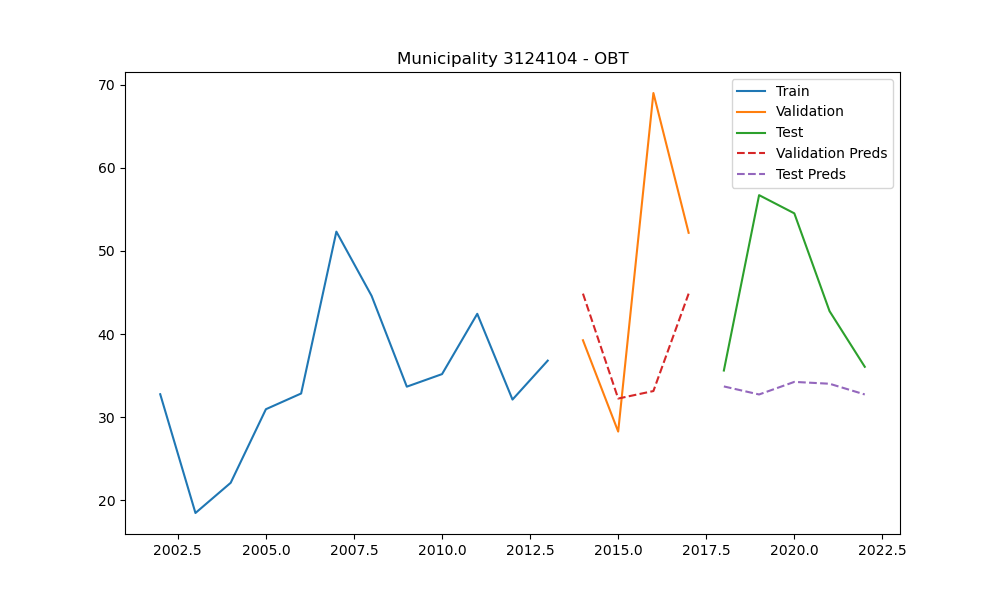 Municipality 3124104 - OBT
70
60
50
40
30
20
2002.5 2005.0 2007.5 2010.0 2012.5 2015.0 2017.5 2020.0 2022.5
Train
Validation
Test
Validation Preds
Test Preds